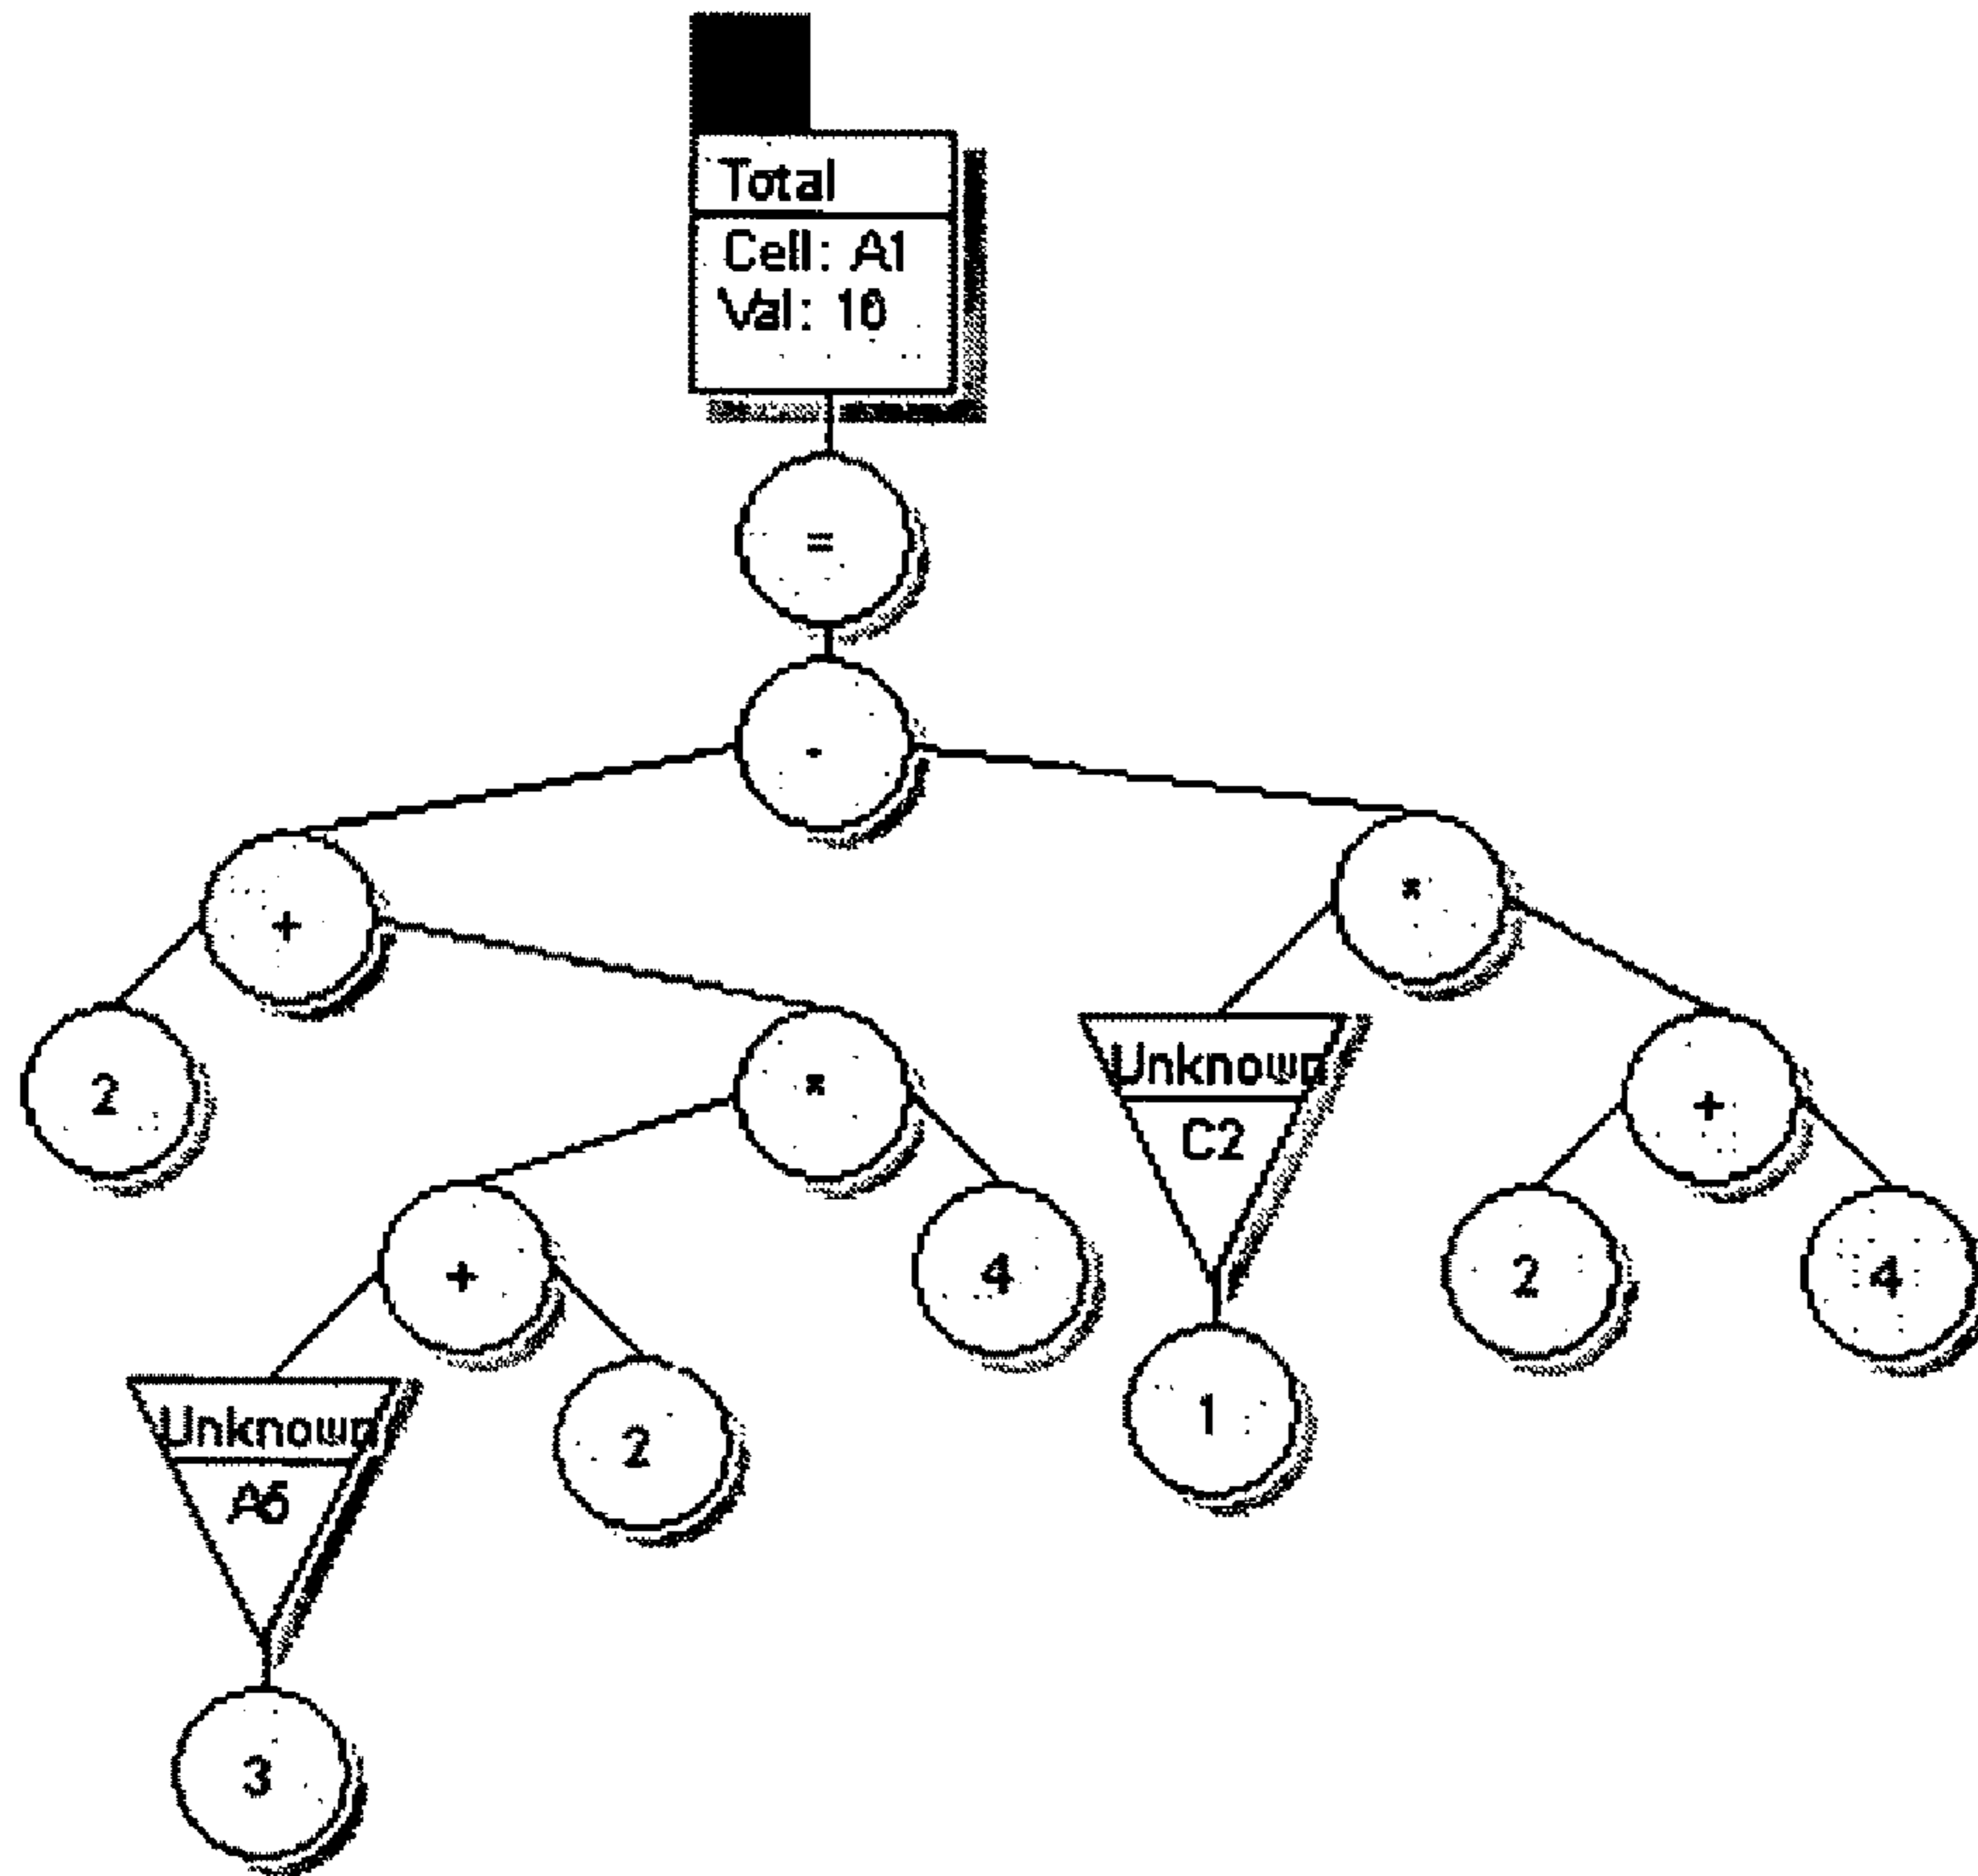 Total
Cell: A1
Val: 10
=
-
+
*
2
*
Unknown
C2
+
+
4
2
4
Unknown
A5
2
1
3